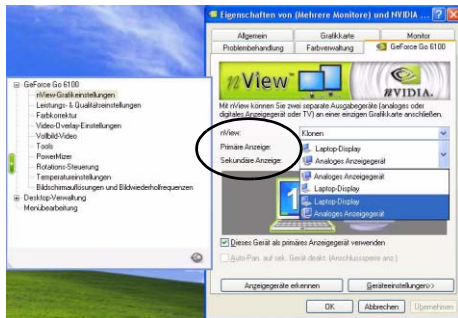 Eigenschaften von (Mehrere Monitore) und NVIDIA ...
Allgemein Grafikkarte Monitor
Problembehandlung Farbverwaltung GeForce Go 6100
nView
NVIDIA.
Mit nView können Sie zwei separate Ausgabegeräte (analoges oder
digitales Anzeigegerät oder TV) an einer einzigen Grafikkarte anschließen.
nView: Klonen
Primäre Anzeige: Laptop-Display
Sekundäre Anzeige: Analoges Anzeigegerät
Analoges Anzeigegerät
Laptop-Display
Laptop-Display
Analoges Anzeigegerät
1
Dieses Gerät als primäres Anzeigegerät verwenden
Auto-Pan. auf sek. Gerät deakt. (Anschlusssperre anz.)
Anzeigegeräte erkennen Geräteeinstellungen>>
OK Abbrechen Übernehmen
GeForce Go 6100
nView-Grafikeinstellungen
Leistungs- & Qualitätseinstellungen
Farbkorrektur
Video-Overlay-Einstellungen
Vollbild-Video
Tools
PowerMizer
Rotations-Steuerung
Temperatureinstellungen
Bildschirmauflösungen und Bildwiederholfrequenzen
Desktop-Verwaltung
Menübearbeitung